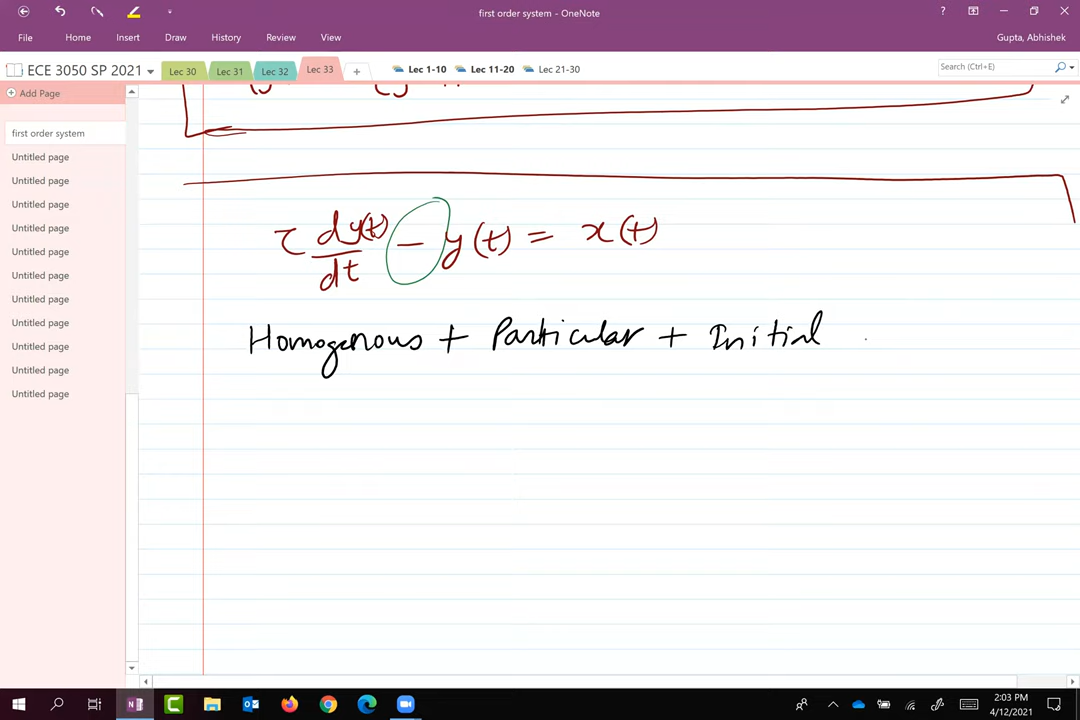 first order system - OneNote
?
Gupta, Abhishek
File Home Insert Draw History Review View
ECE 3050 SP 2021 Lec 30 Lec 31 Lec 32 Lec 33 + Lec 1-10 Lec 11-20 Lec 21-30
Search (Ctrl+E)
Add Page
first order system
Untitled page
Untitled page
Untitled page
Untitled page
Untitled page
Untitled page
Untitled page
Untitled page
Untitled page
Untitled page
Untitled page
τ dy(t)/dt − y(t) = x(t)
Homogenous + Particular + Initial
2:03 PM
4/12/2021